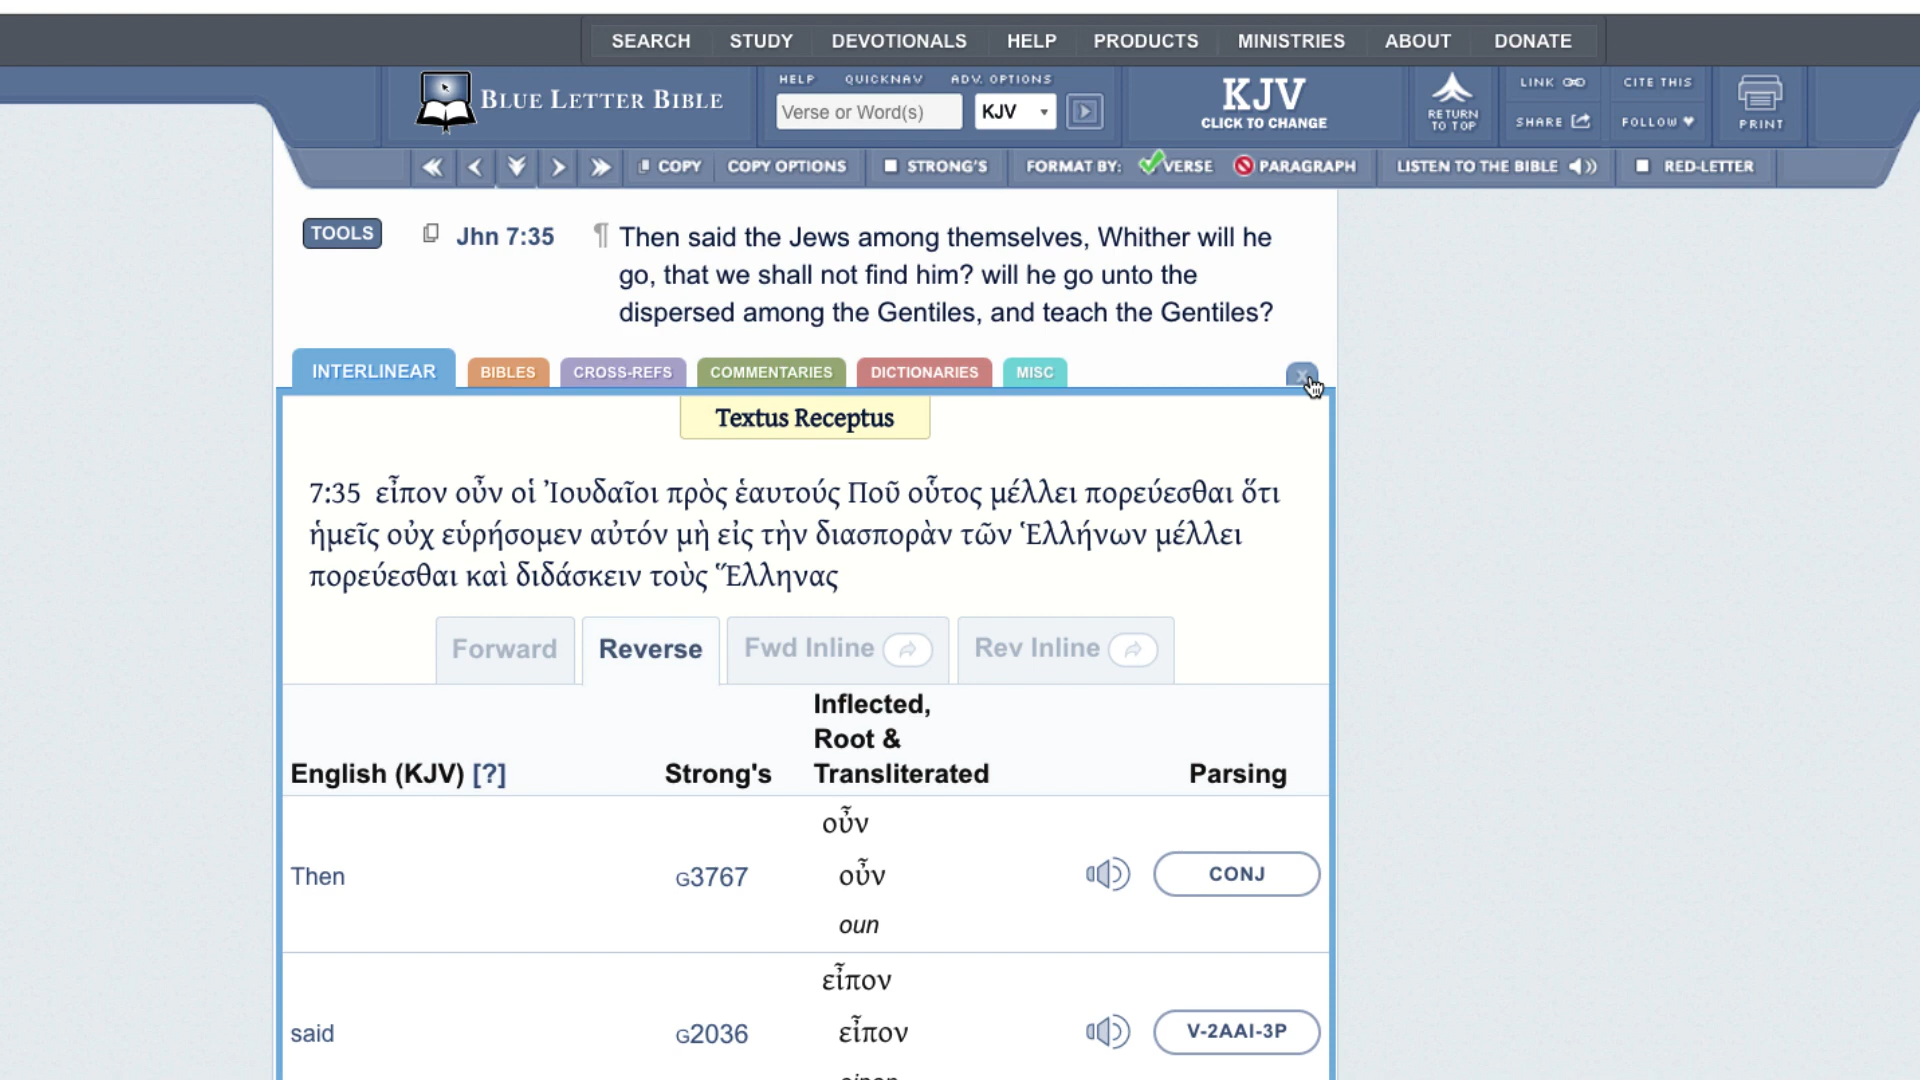 SEARCH STUDY DEVOTIONALS HELP PRODUCTS MINISTRIES ABOUT DONATE
HELP QUICKNAV ADV. OPTIONS
BLUE LETTER BIBLE
Verse or Word(s) KJV
KJV
CLICK TO CHANGE
RETURN
TO TOP
LINK
SHARE
CITE THIS
FOLLOW
PRINT
COPY COPY OPTIONS STRONG'S FORMAT BY: VERSE PARAGRAPH LISTEN TO THE BIBLE RED-LETTER
TOOLS Jhn 7:35 ¶ Then said the Jews among themselves, Whither will he
go, that we shall not find him? will he go unto the
dispersed among the Gentiles, and teach the Gentiles?
INTERLINEAR BIBLES CROSS-REFS COMMENTARIES DICTIONARIES MISC X
Textus Receptus
7:35 εἶπον οὖν οἱ Ἰουδαῖοι πρὸς ἑαυτούς Ποῦ οὗτος μέλλει πορεύεσθαι ὅτι
ἡμεῖς οὐχ εὑρήσομεν αὐτόν μὴ εἰς τὴν διασπορὰν τῶν Ἑλλήνων μέλλει
πορεύεσθαι καὶ διδάσκειν τοὺς Ἕλληνας
Forward Reverse Fwd Inline Rev Inline
Inflected,
Root &
English (KJV) [?] Strong's Transliterated Parsing
οὖν
Then G3767 οὖν CONJ
oun
εἶπον
said G2036 εἶπον V-2AAI-3P